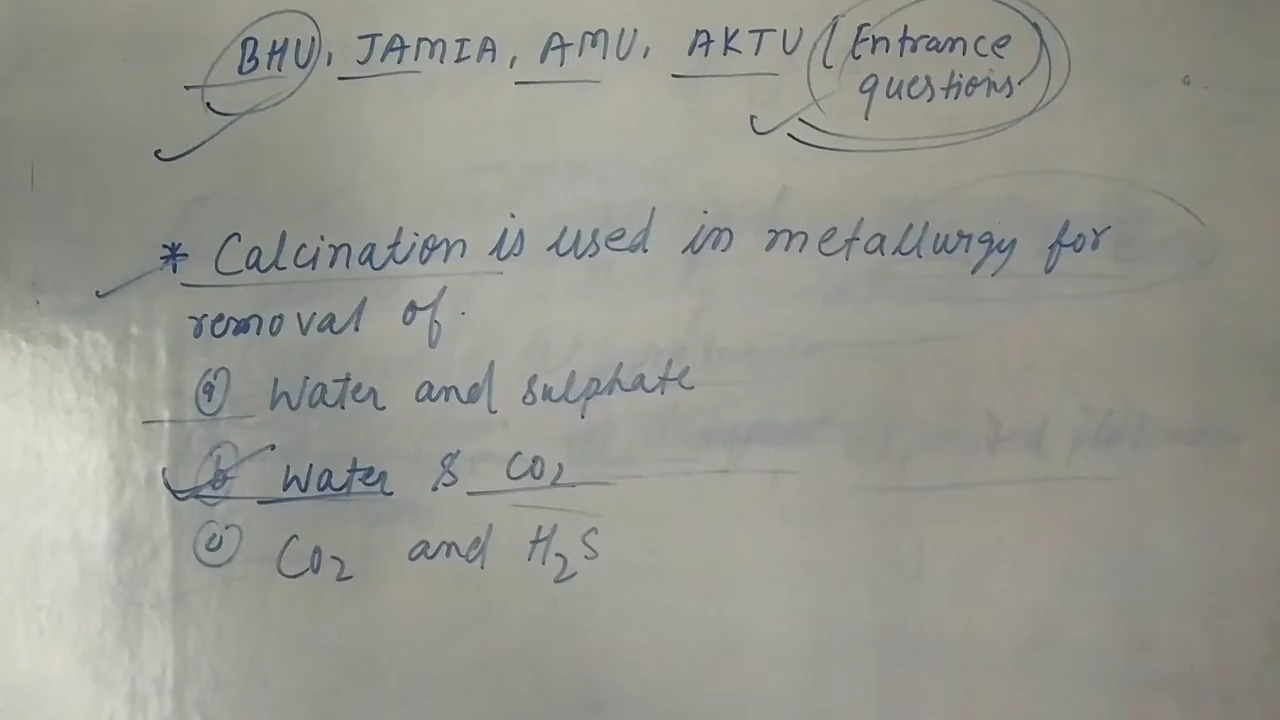 BHU, JAMIA, AMU, AKTU (Entrance
questions)
* Calcination is used in metallurgy for
removal of.
(a) Water and sulphate
(b) Water & CO2
(c) CO2 and H2S